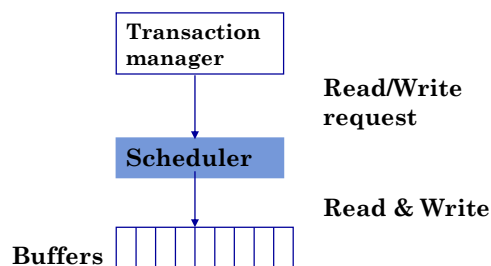 Transaction
manager
Read/Write
request
Scheduler
Read & Write
Buffers